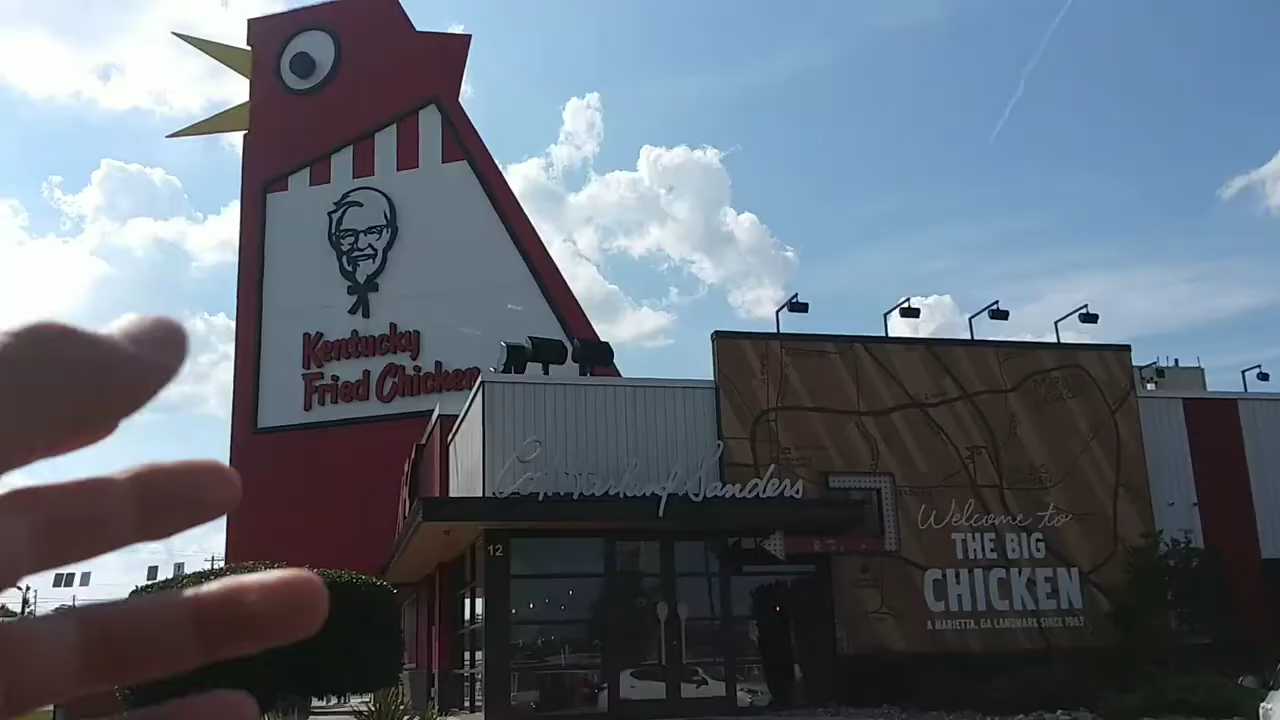 Kentucky
Fried Chicken
Sanders
12
Welcome to
THE BIG
CHICKEN
A MARIETTA, GA LANDMARK SINCE 1963